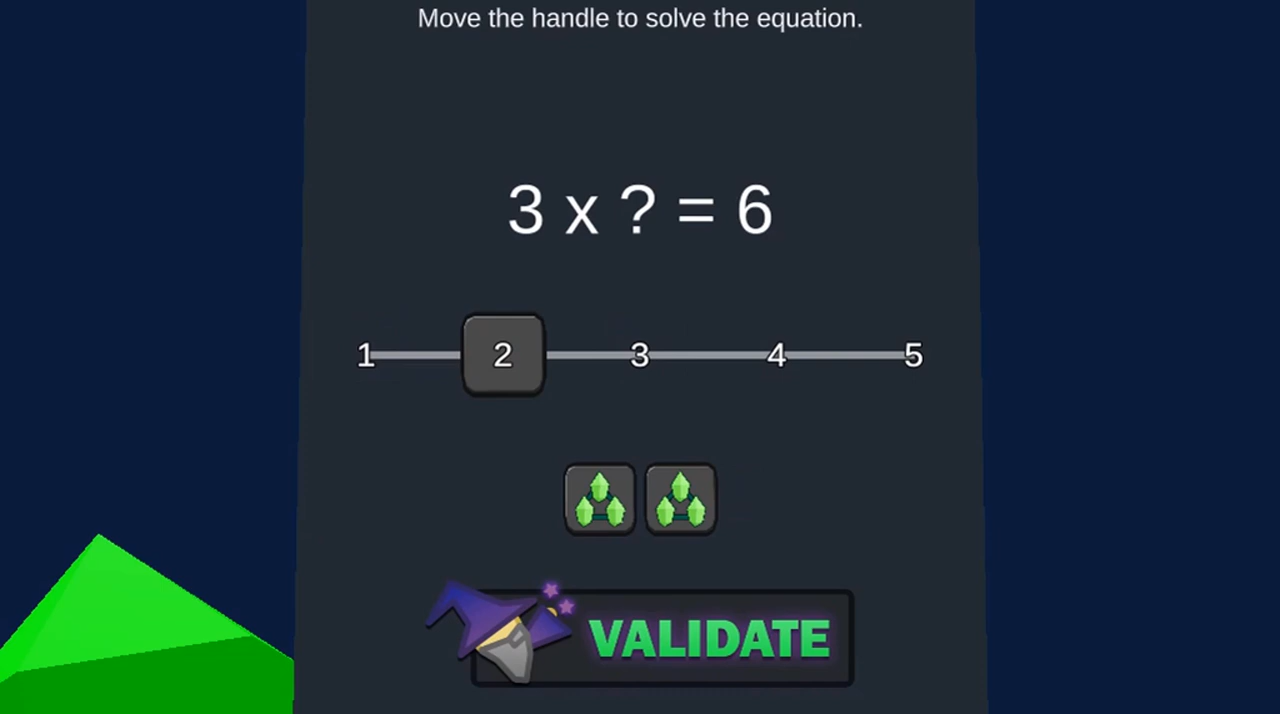 Move the handle to solve the equation.
3 x ? = 6
1 2 3 4 5
VALIDATE